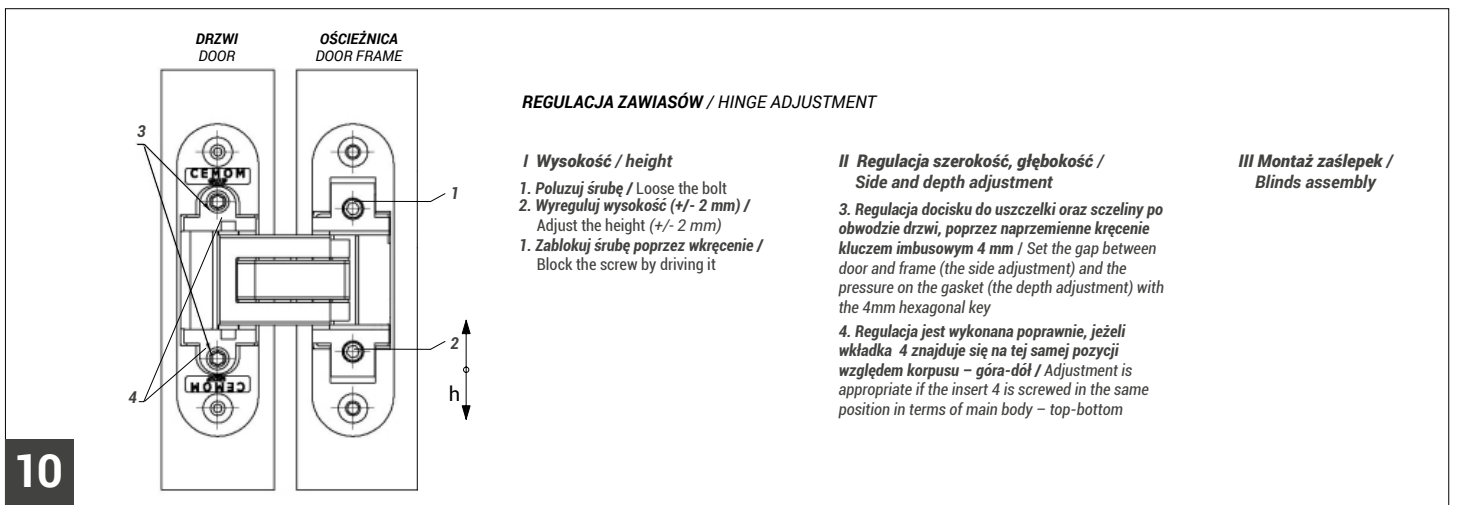 DRZWI
DOOR
OŚCIEŻNICA
DOOR FRAME
3
CEMOM
1
2
CEMOM
4
h
10
REGULACJA ZAWIASÓW / HINGE ADJUSTMENT
I Wysokość / height
1. Poluzuj śrubę / Loose the bolt
2. Wyreguluj wysokość (+/- 2 mm) /
Adjust the height (+/- 2 mm)
1. Zablokuj śrubę poprzez wkręcenie /
Block the screw by driving it
II Regulacja szerokość, głębokość /
Side and depth adjustment
3. Regulacja docisku do uszczelki oraz sczeliny po
obwodzie drzwi, poprzez naprzemienne kręcenie
kluczem imbusowym 4 mm / Set the gap between
door and frame (the side adjustment) and the
pressure on the gasket (the depth adjustment) with
the 4mm hexagonal key
4. Regulacja jest wykonana poprawnie, jeżeli
wkładka 4 znajduje się na tej samej pozycji
względem korpusu – góra-dół / Adjustment is
appropriate if the insert 4 is screwed in the same
position in terms of main body – top-bottom
III Montaż zaślepek /
Blinds assembly